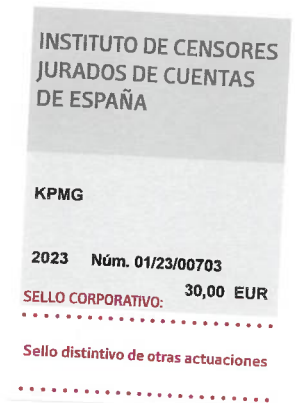 INSTITUTO DE CENSORES
JURADOS DE CUENTAS
DE ESPAÑA
KPMG
2023 Núm. 01/23/00703
SELLO CORPORATIVO: 30,00 EUR
Sello distintivo de otras actuaciones